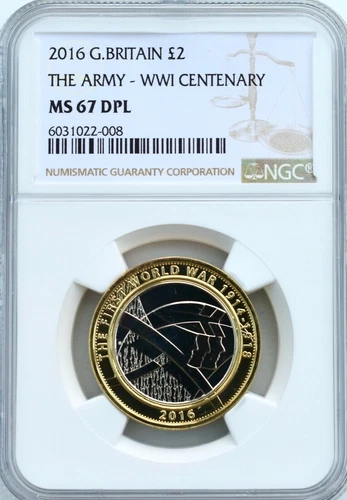 2016 G.BRITAIN £2
THE ARMY - WWI CENTENARY
MS 67 DPL
6031022-008
NUMISMATIC GUARANTY CORPORATION
NGC®
THE FIRST WORLD WAR 1914-1918
2016